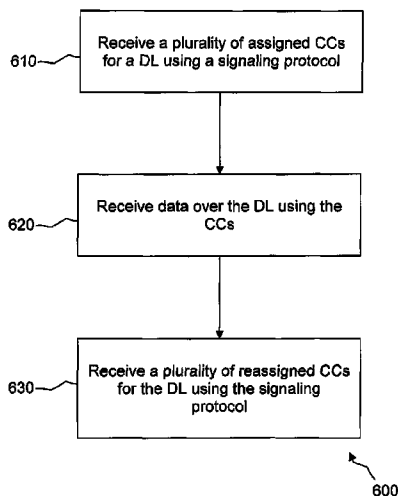 610
Receive a plurality of assigned CCs
for a DL using a signaling protocol
620
Receive data over the DL using the
CCs
630
Receive a plurality of reassigned CCs
for the DL using the signaling
protocol
600